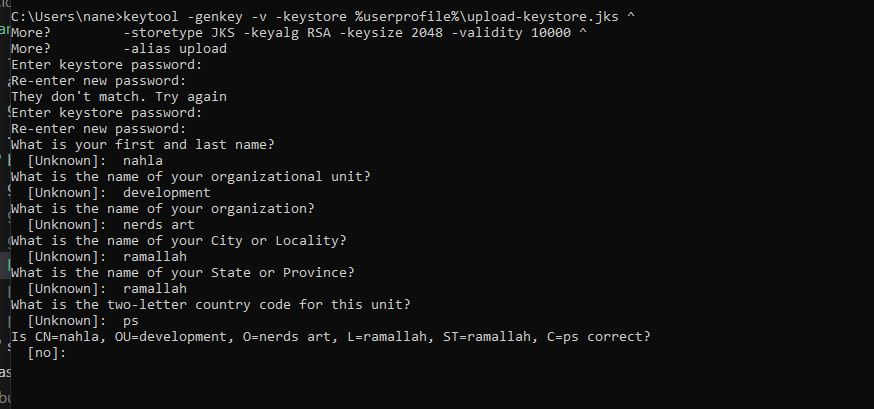 C:\Users\nane>keytool -genkey -v -keystore %userprofile%\upload-keystore.jks ^
More?         -storetype JKS -keyalg RSA -keysize 2048 -validity 10000 ^
More?         -alias upload
Enter keystore password:
Re-enter new password:
They don't match. Try again
Enter keystore password:
Re-enter new password:
What is your first and last name?
  [Unknown]:  nahla
What is the name of your organizational unit?
  [Unknown]:  development
What is the name of your organization?
  [Unknown]:  nerds art
What is the name of your City or Locality?
  [Unknown]:  ramallah
What is the name of your State or Province?
  [Unknown]:  ramallah
What is the two-letter country code for this unit?
  [Unknown]:  ps
Is CN=nahla, OU=development, O=nerds art, L=ramallah, ST=ramallah, C=ps correct?
  [no]: